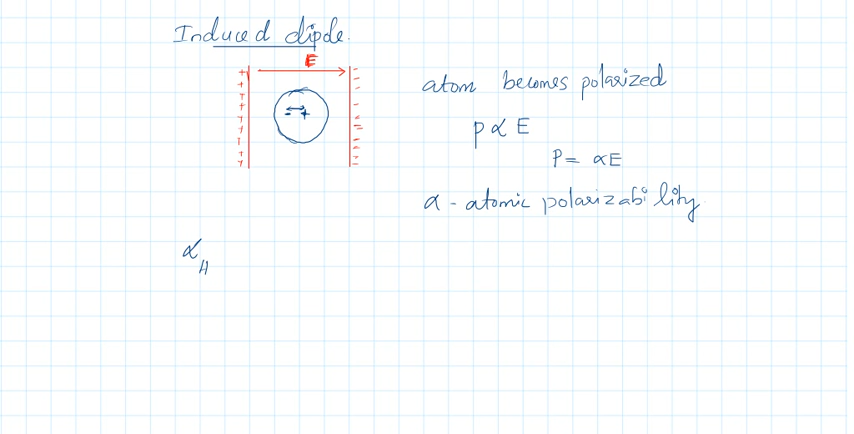 Induced dipole.
E
atom becomes polarized
p ∝ E
P = αE
α - atomic polarizability
α_H